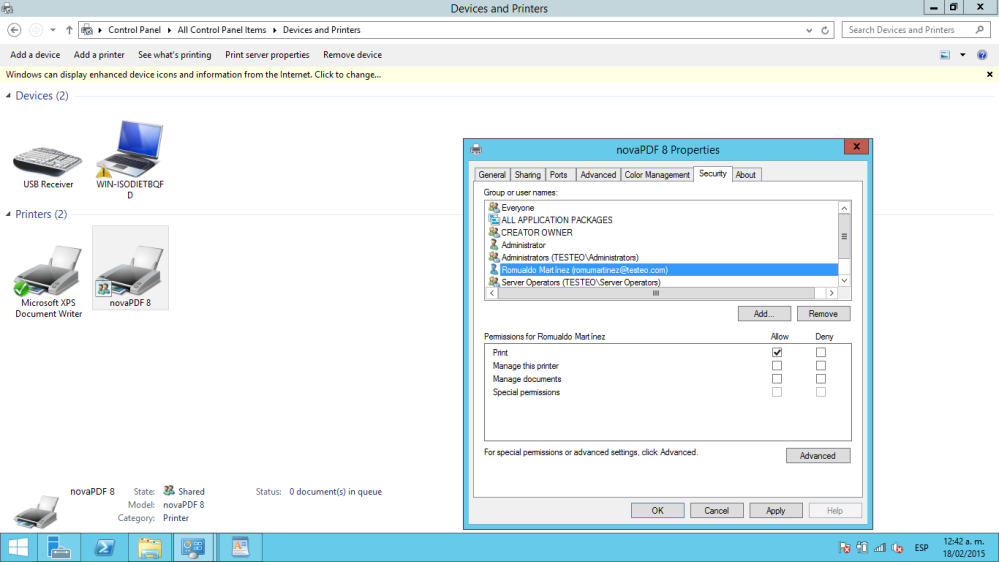 Devices and Printers
Control Panel
All Control Panel Items
Devices and Printers
Search Devices and Printers
Add a device
Add a printer
See what's printing
Print server properties
Remove device
Windows can display enhanced device icons and information from the Internet. Click to change...
Devices (2)
USB Receiver
WIN-ISODIETBQF
D
Printers (2)
Microsoft XPS
Document Writer
novaPDF 8
novaPDF 8 Properties
General
Sharing
Ports
Advanced
Color Management
Security
About
Group or user names:
Everyone
ALL APPLICATION PACKAGES
CREATOR OWNER
Administrator
Administrators (TESTEO\Administrators)
Romualdo Martínez (romumartinez@testeo.com)
Server Operators (TESTEO\Server Operators)
Add...
Remove
Permissions for Romualdo Martínez
Allow
Deny
Print
Manage this printer
Manage documents
Special permissions
For special permissions or advanced settings, click Advanced.
Advanced
OK
Cancel
Apply
Help
novaPDF 8
State: Shared
Status: 0 document(s) in queue
Model: novaPDF 8
Category: Printer
ESP
12:42 a. m.
18/02/2015